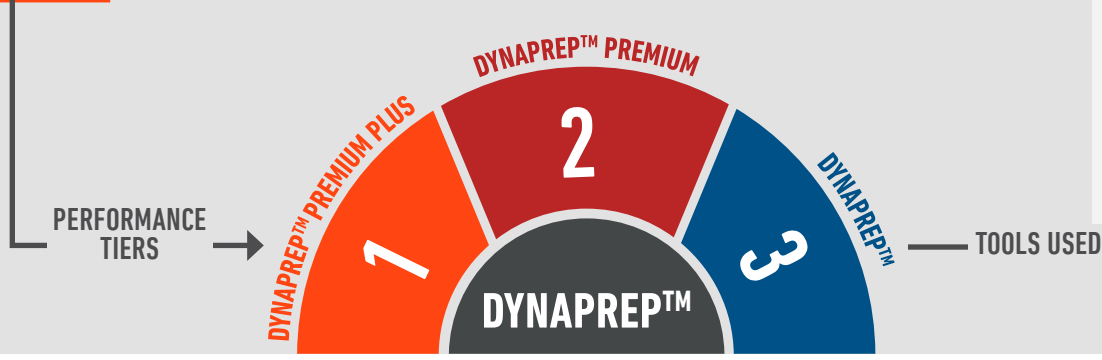 DYNAPREP™ PREMIUM
DYNAPREP™ PREMIUM PLUS
DYNAPREP™
PERFORMANCE
TIERS
1
2
3
TOOLS USED
DYNAPREP™